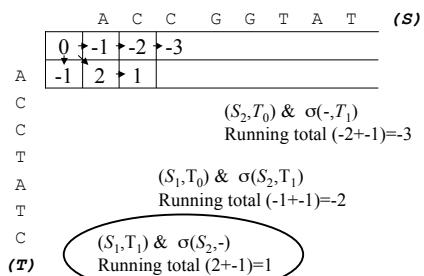 A C C G G T A T (S)
0 -1 -2 -3
A -1 2 1
C
C
T
A
T
C
(T)
(S2,T0) & σ(-,T1)
Running total (-2+-1)=-3
(S1,T0) & σ(S2,T1)
Running total (-1+-1)=-2
(S1,T1) & σ(S2,-)
Running total (2+-1)=1